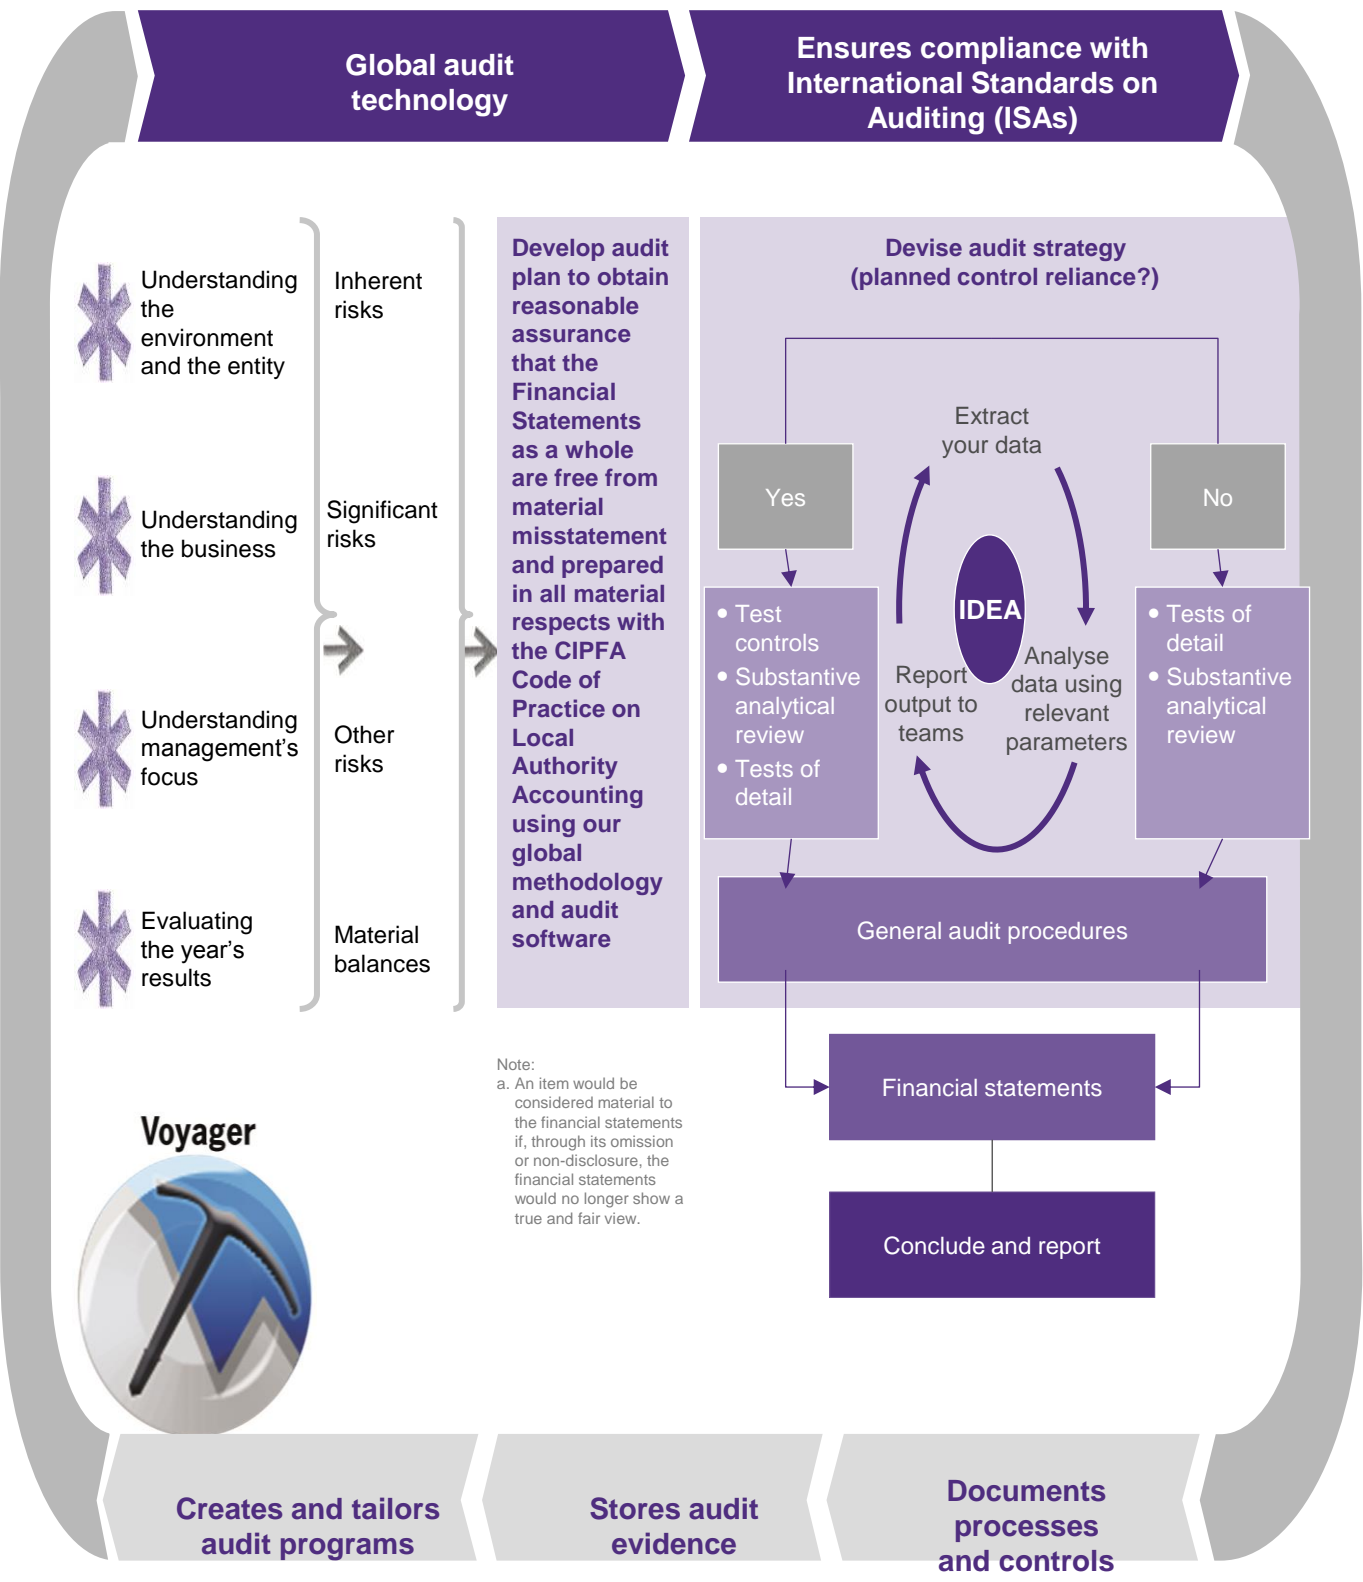 Global audit
technology
Ensures compliance with
International Standards on
Auditing (ISAs)
Understanding
the
environment
and the entity
Understanding
the business
Understanding
management’s
focus
Evaluating
the year’s
results
Inherent
risks
Significant
risks
Other
risks
Material
balances
Develop audit
plan to obtain
reasonable
assurance
that the
Financial
Statements
as a whole
are free from
material
misstatement
and prepared
in all material
respects with
the CIPFA
Code of
Practice on
Local
Authority
Accounting
using our
global
methodology
and audit
software
Devise audit strategy
(planned control reliance?)
Yes
No
Extract
your data
IDEA
Analyse
data using
relevant
parameters
Report
output to
teams
• Test
controls
• Substantive
analytical
review
• Tests of
detail
• Tests of
detail
• Substantive
analytical
review
General audit procedures
Financial statements
Conclude and report
Note:
a. An item would be
considered material to
the financial statements
if, through its omission
or non-disclosure, the
financial statements
would no longer show a
true and fair view.
Voyager
Creates and tailors
audit programs
Stores audit
evidence
Documents
processes
and controls